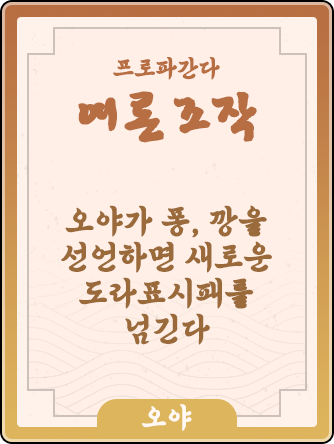 프로파간다
여론 조작
오야가 퐁, 깡을
선언하면 새로운
도라표시패를
넘긴다
오야